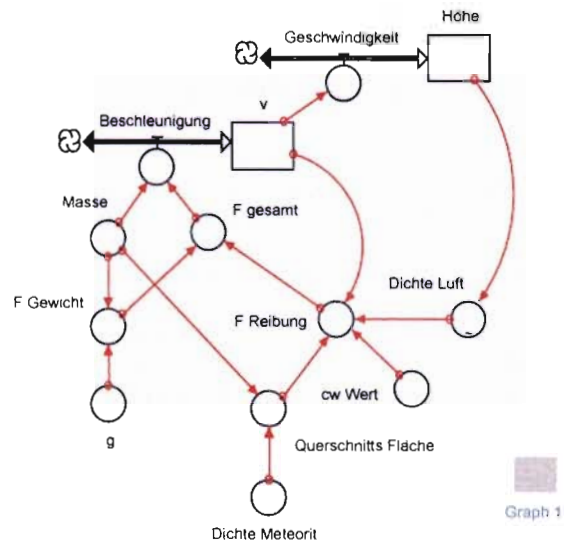 Höhe
Geschwindigkeit
v
Beschleunigung
Masse
F gesamt
Dichte Luft
F Gewicht
F Reibung
~
cw Wert
g
Querschnitts Fläche
Graph 1
Dichte Meteorit